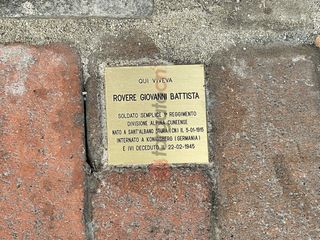 QUI VIVEVA
ROVERE GIOVANNI BATTISTA
SOLDATO SEMPLICE 1° REGGIMENTO
DIVISIONE ALPINA CUNEENSE
NATO A SANT'ALBANO STURA (CN) IL 5-01-1915
INTERNATO A KONIGSBERG (GERMANIA)
E IVI DECEDUTO IL 22-02-1945